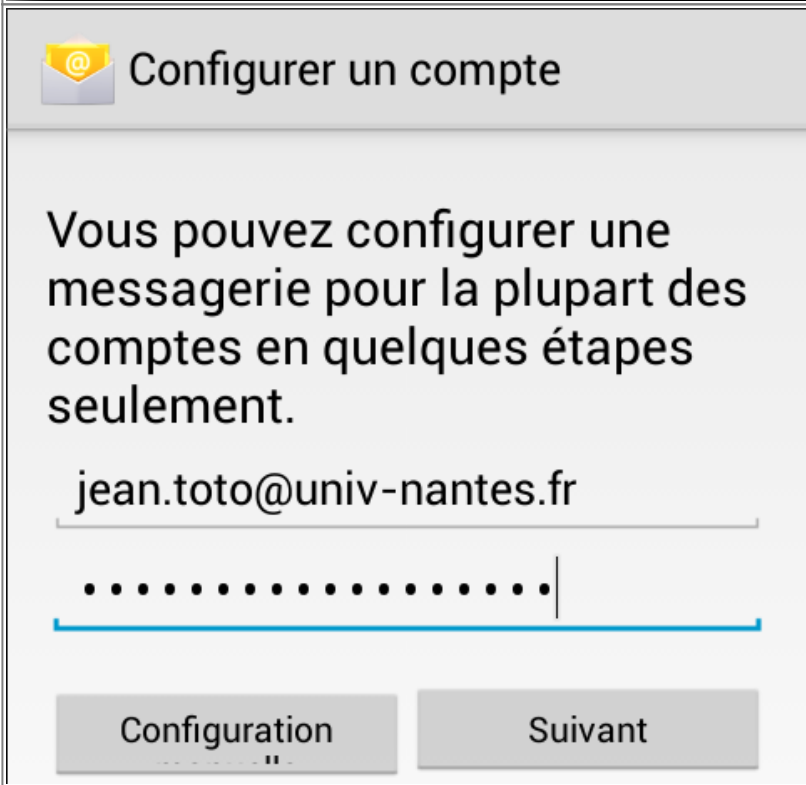 Configurer un compte
Vous pouvez configurer une
messagerie pour la plupart des
comptes en quelques étapes
seulement.
jean.toto@univ-nantes.fr
••••••••••••••••••
Configuration
Suivant